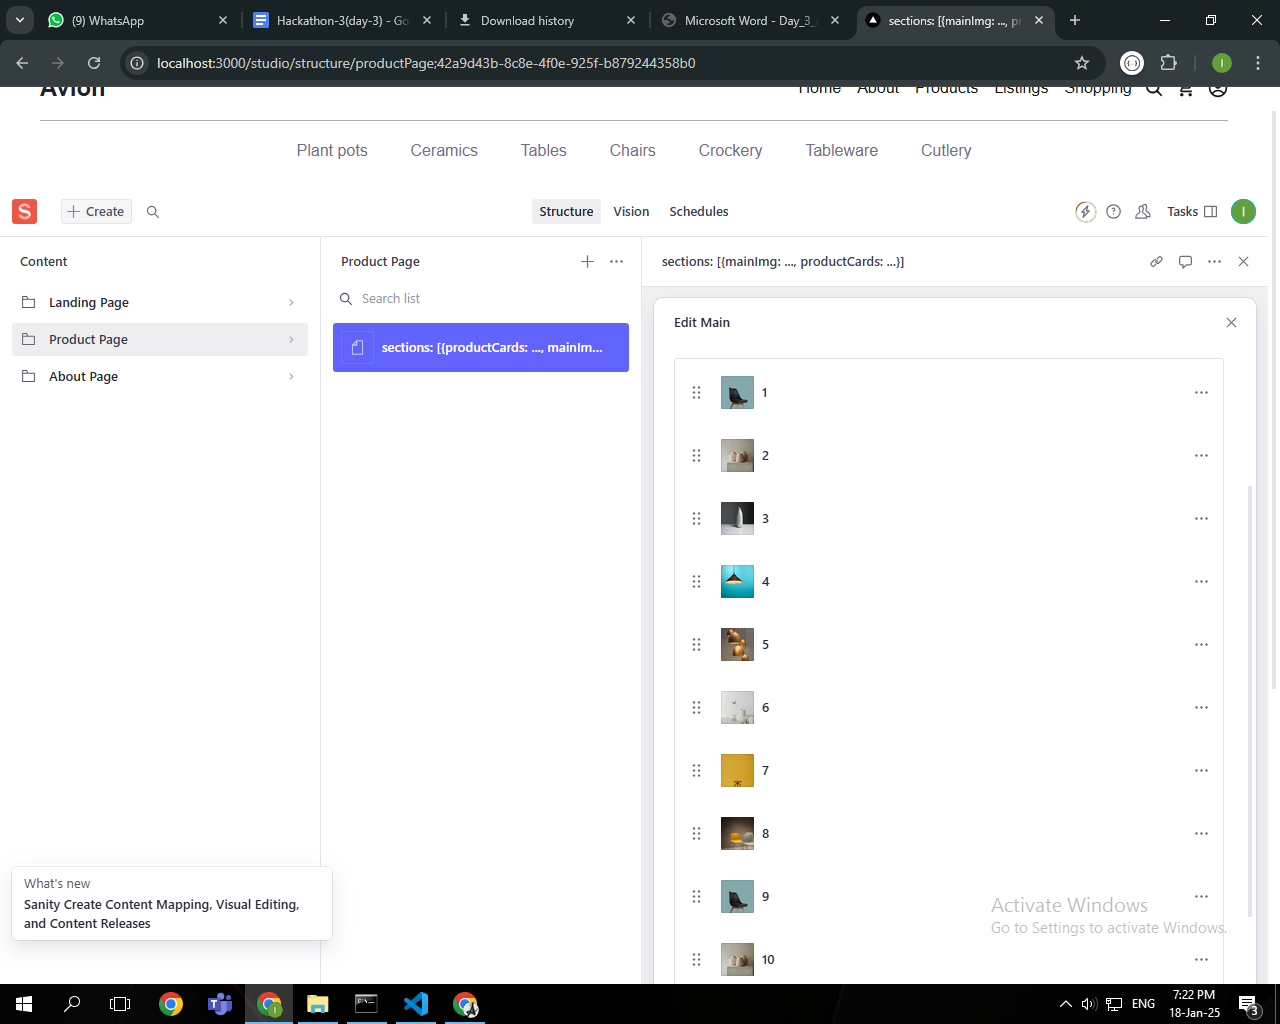 (9) WhatsApp
Hackathon-3(day-3) - Go
Download history
Microsoft Word - Day_3_
sections: [{mainImg: ..., pr
localhost:3000/studio/structure/productPage;42a9d43b-8c8e-4f0e-925f-b879244358b0
I
Avion
Home About Products Listings Shopping
Plant pots Ceramics Tables Chairs Crockery Tableware Cutlery
S
Create
Structure Vision Schedules
Tasks
I
Content
Landing Page
Product Page
About Page
Product Page
Search list
sections: [{productCards: ..., mainIm...
sections: [{mainImg: ..., productCards: ...}]
Edit Main
1
2
3
4
5
6
7
8
9
10
What's new
Sanity Create Content Mapping, Visual Editing,
and Content Releases
Activate Windows
Go to Settings to activate Windows.
ENG
7:22 PM
18-Jan-25
3